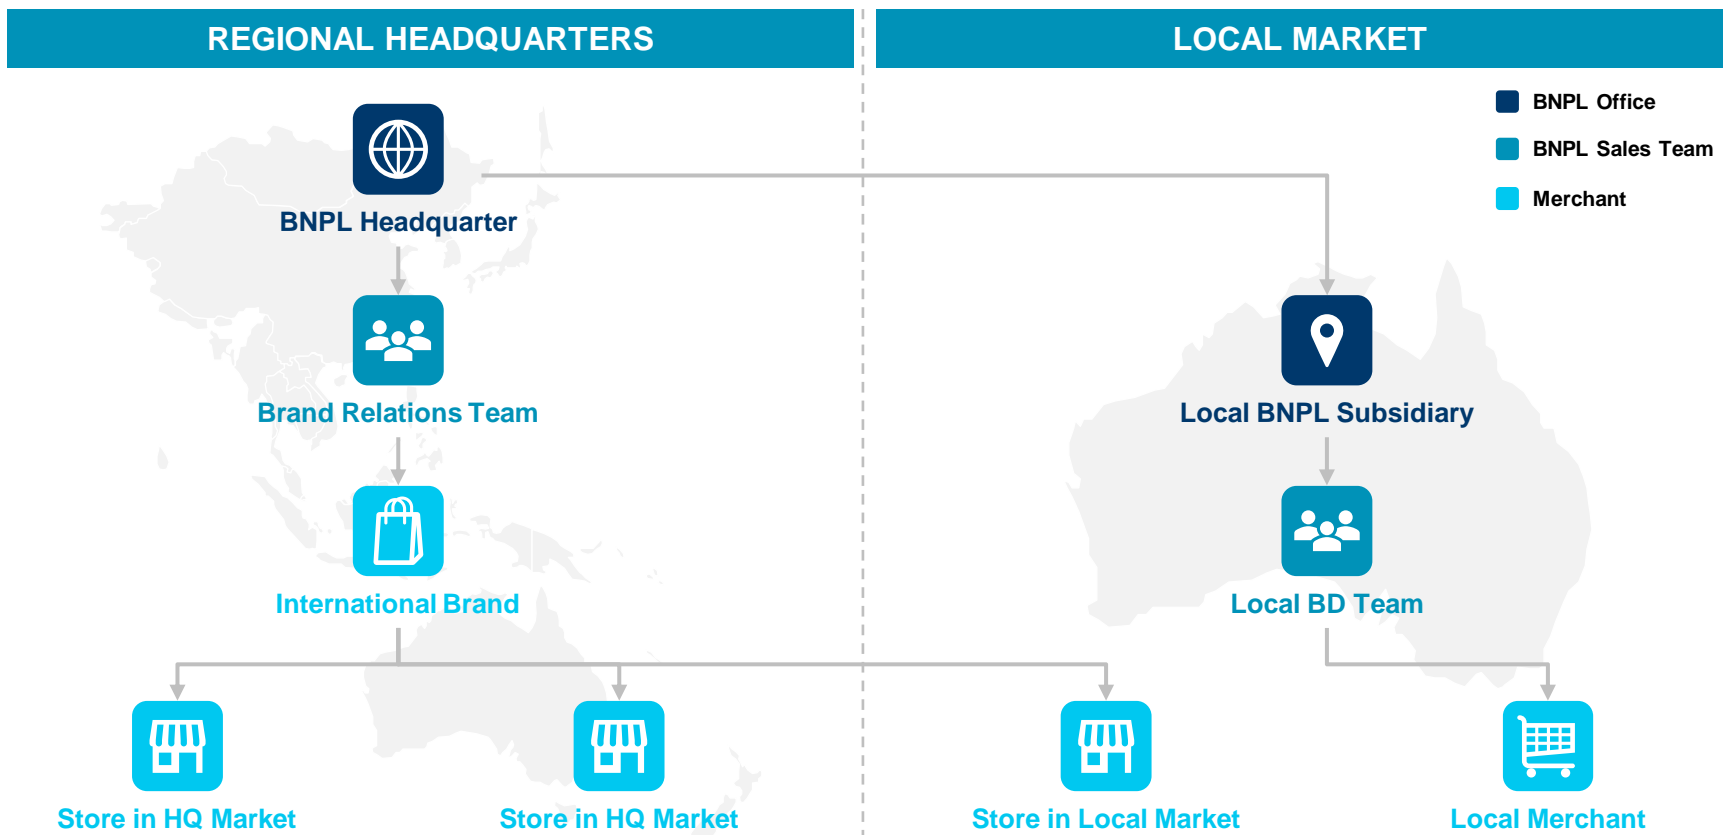 REGIONAL HEADQUARTERS
LOCAL MARKET
BNPL Office
BNPL Sales Team
Merchant
BNPL Headquarter
Brand Relations Team
Local BNPL Subsidiary
International Brand
Local BD Team
Store in HQ Market
Store in HQ Market
Store in Local Market
Local Merchant